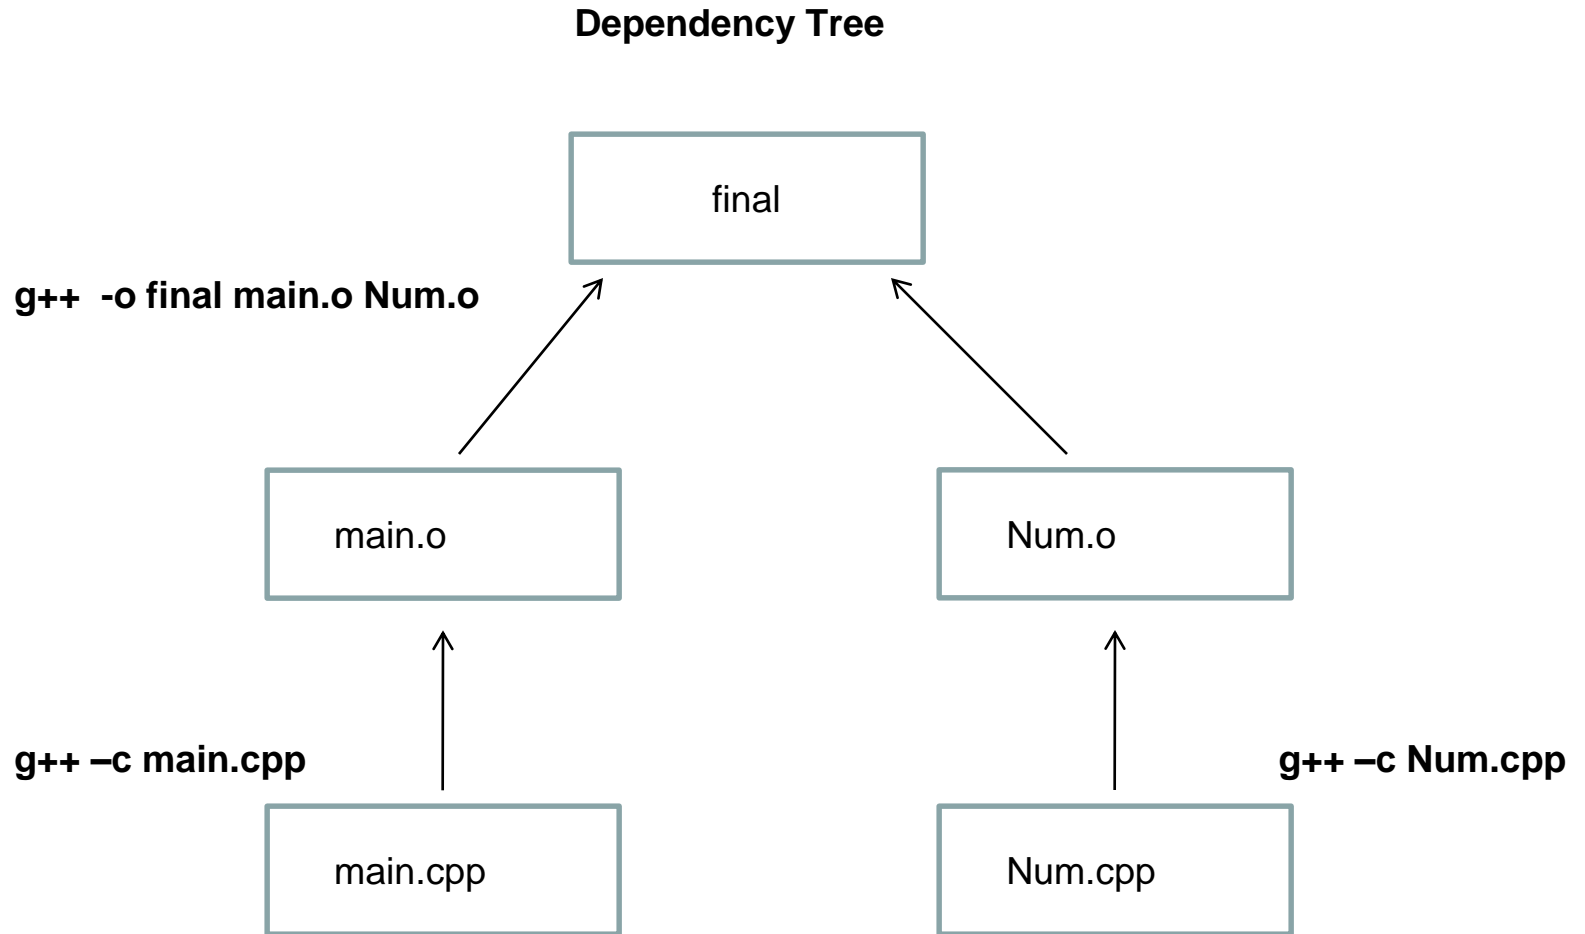 Dependency Tree
final
g++  -o final main.o Num.o
main.o
Num.o
g++ –c main.cpp
g++ –c Num.cpp
main.cpp
Num.cpp